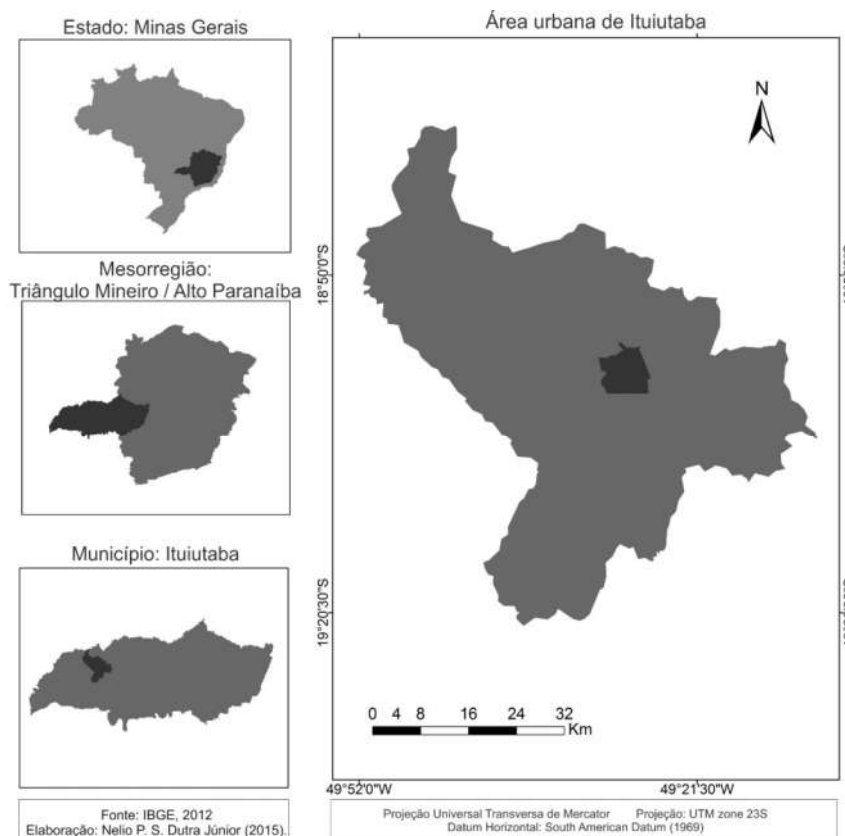 Estado: Minas Gerais
Mesorregião:
Triângulo Mineiro / Alto Paranaíba
Município: Ituiutaba
Fonte: IBGE, 2012
Elaboração: Nelio P. S. Dutra Júnior (2015).
Área urbana de Ituiutaba
N
18°50'0"S
19°20'30"S
0 4 8 16 24 32
Km
49°52'0"W 49°21'30"W
Projeção Universal Transversa de Mercator Projeção: UTM zone 23S
Datum Horizontal: South American Datum (1969)